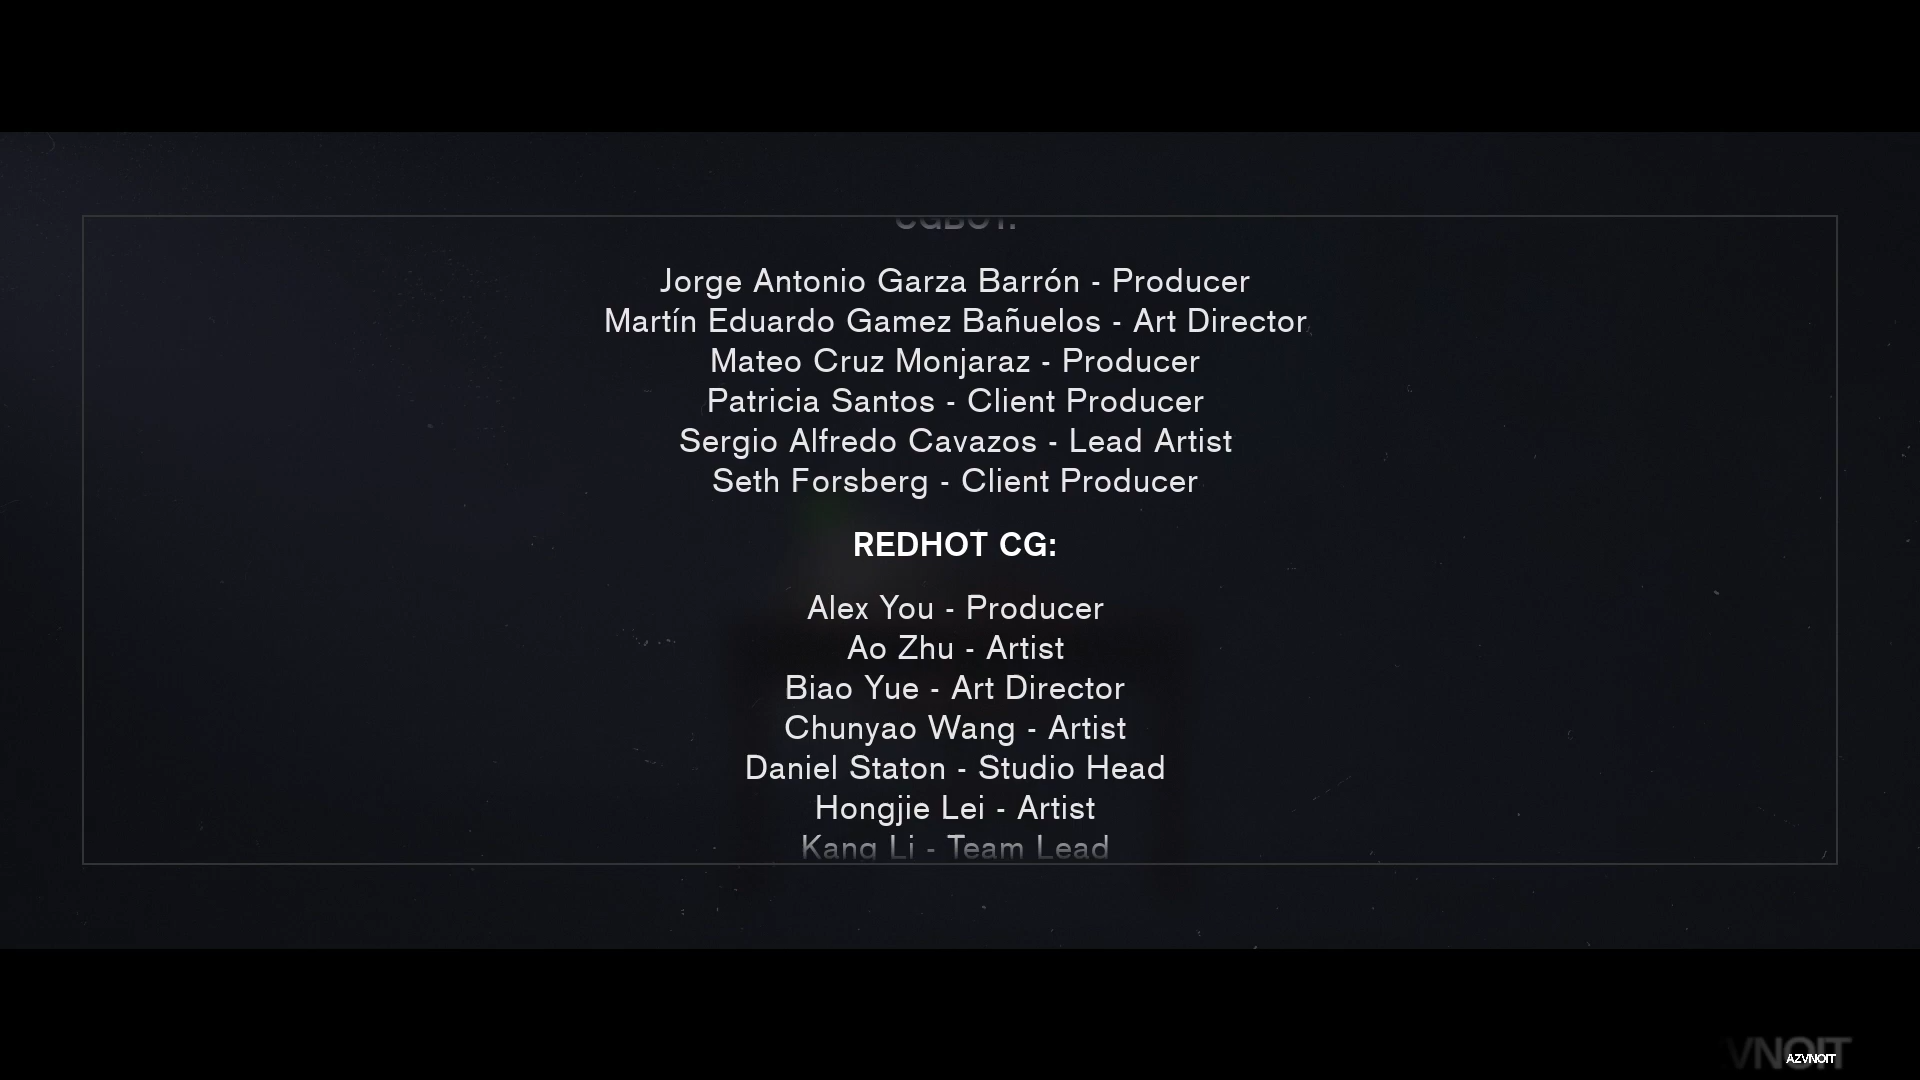 CGBOT:
Jorge Antonio Garza Barrón - Producer
Martín Eduardo Gamez Bañuelos - Art Director
Mateo Cruz Monjaraz - Producer
Patricia Santos - Client Producer
Sergio Alfredo Cavazos - Lead Artist
Seth Forsberg - Client Producer
REDHOT CG:
Alex You - Producer
Ao Zhu - Artist
Biao Yue - Art Director
Chunyao Wang - Artist
Daniel Staton - Studio Head
Hongjie Lei - Artist
Kang Li - Team Lead
VNOIT
AZVNOIT